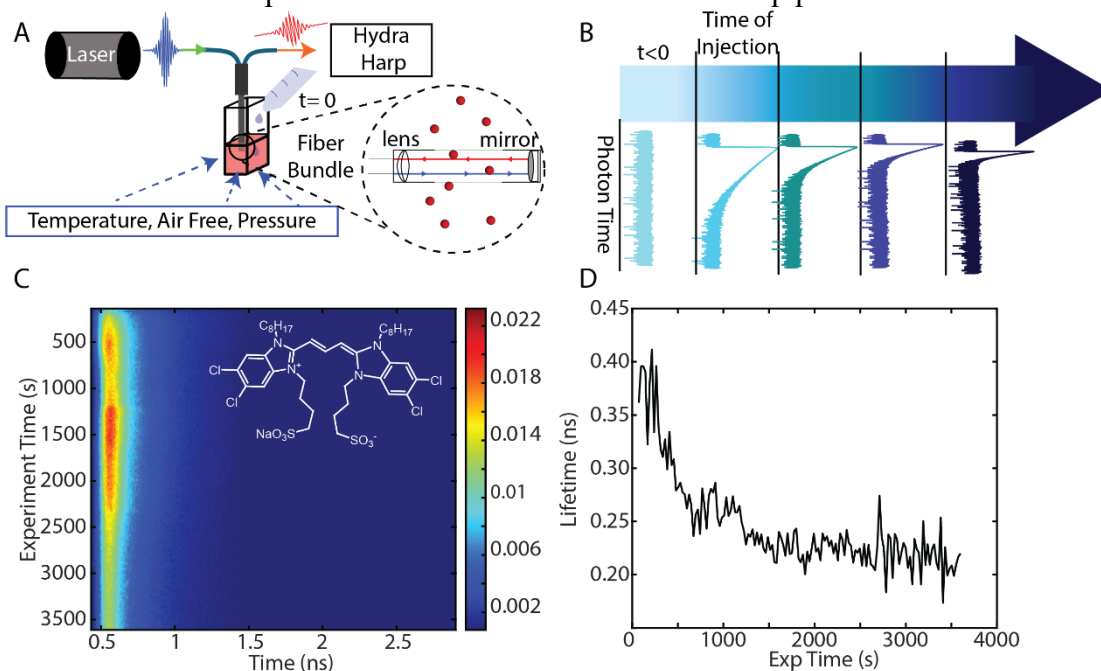 A
Laser
Hydra
Harp
t= 0
Fiber
Bundle
lens
mirror
Temperature, Air Free, Pressure
B
Time of
Injection
t<0
Photon Time
C
0.022
0.018
0.014
0.01
0.006
0.002
500
1000
1500
2000
2500
3000
3500
Experiment Time (s)
0.5
1
1.5
2
2.5
Time (ns)
C₈H₁₇
C₈H₁₇
Cl
N
N
Cl
Cl
N⁺
N
Cl
NaO₃S
SO₃⁻
D
0.45
0.40
0.35
0.30
0.25
0.20
Lifetime (ns)
0
1000
2000
3000
4000
Exp Time (s)